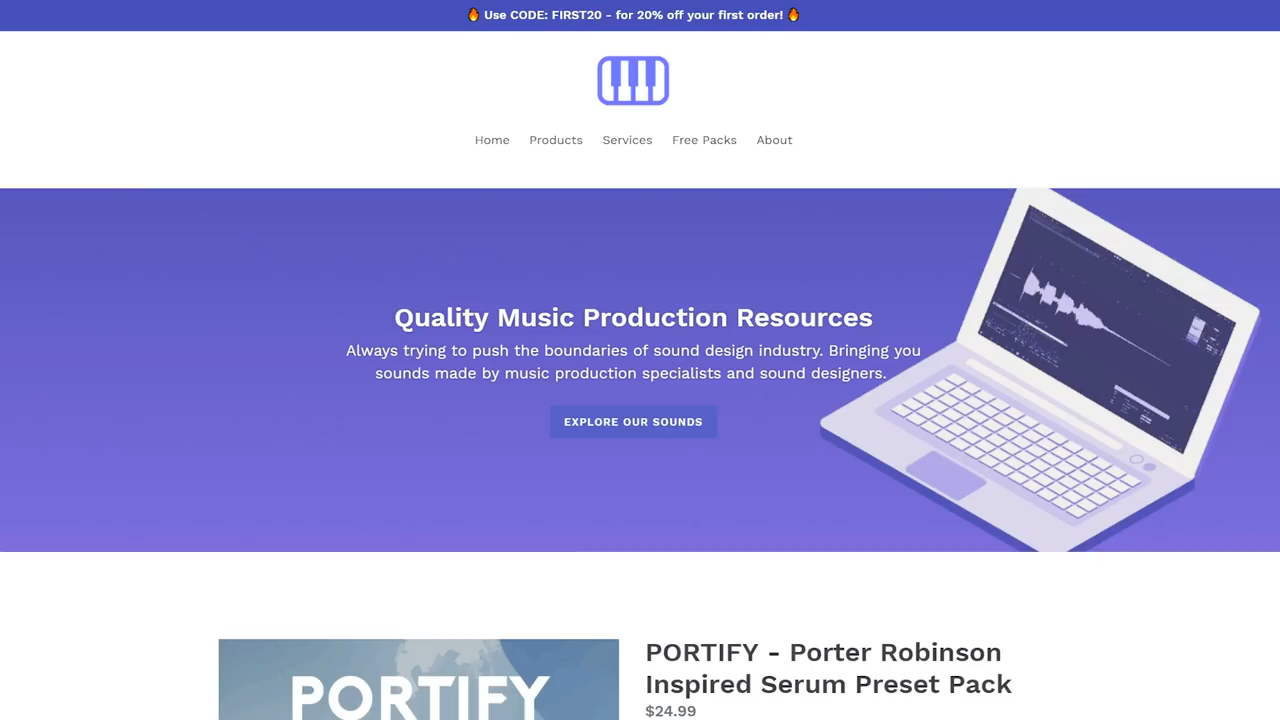 🔥 Use CODE: FIRST20 - for 20% off your first order! 🔥
Home Products Services Free Packs About
Quality Music Production Resources
Always trying to push the boundaries of sound design industry. Bringing you
sounds made by music production specialists and sound designers.
EXPLORE OUR SOUNDS
PORTIFY
PORTIFY - Porter Robinson
Inspired Serum Preset Pack
$24.99